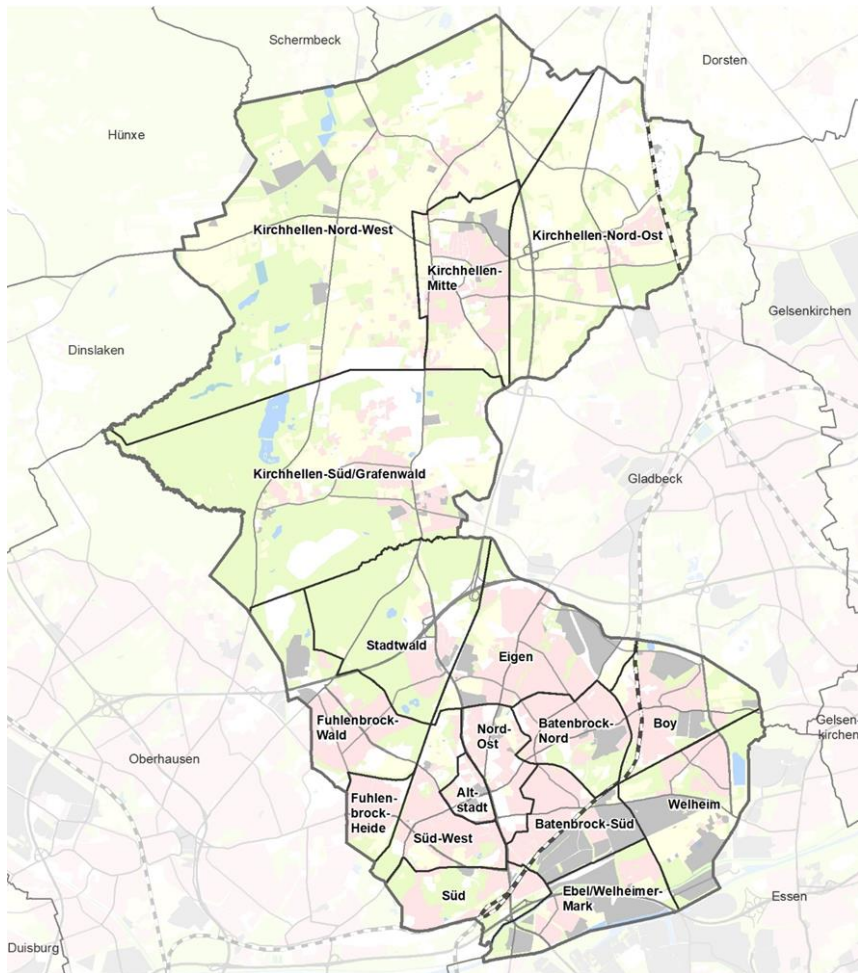 Schermbeck
Dorsten
Hünxe
Kirchhellen-Nord-West
Kirchhellen-Nord-Ost
Kirchhellen-
Mitte
Gelsenkirchen
Dinslaken
Kirchhellen-Süd/Grafenwald
Gladbeck
Stadtwald
Eigen
Fuhlenbrock-
Wald
Nord-
Ost
Batenbrock-
Nord
Boy
Gelsen-
kirchen
Oberhausen
Fuhlen-
brock-
Heide
Alt-
stadt
Welheim
Süd-West
Batenbrock-Süd
Süd
Ebel/Welheimer-
Mark
Essen
Duisburg